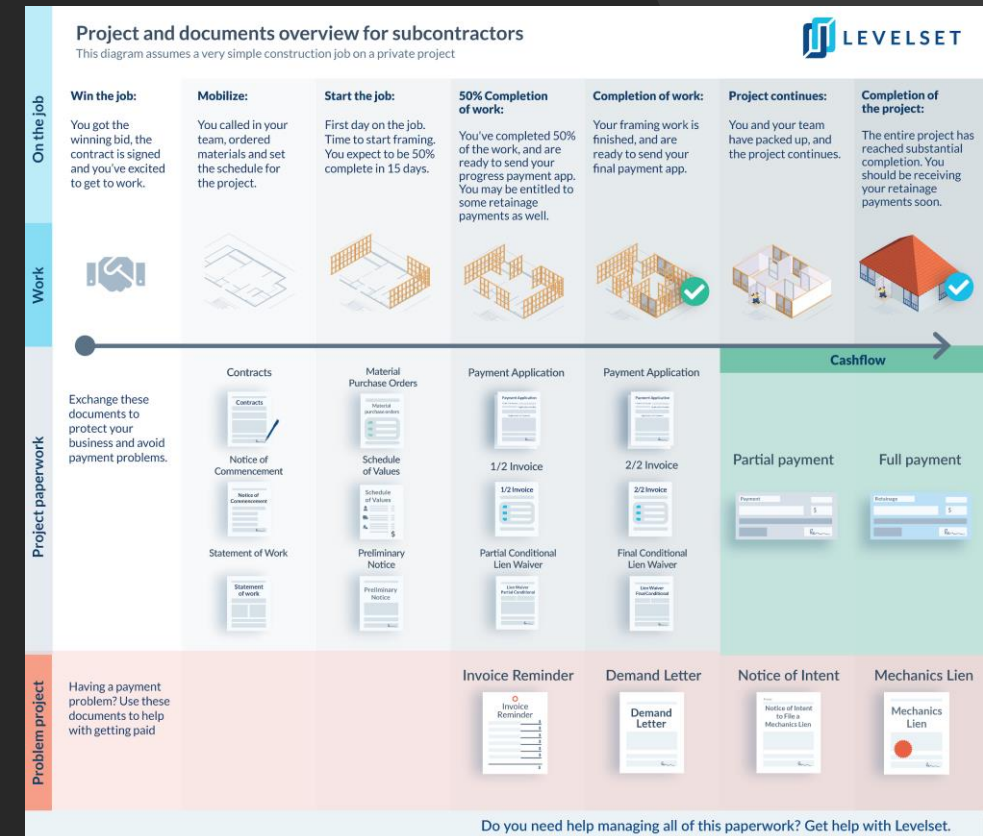 Project and documents overview for subcontractors
This diagram assumes a very simple construction job on a private project
LEVELSET
On the job
Win the job:
You got the
winning bid, the
contract is signed
and you've excited
to get to work.
Mobilize:
You called in your
team, ordered
materials and set
the schedule for
the project.
Start the job:
First day on the job.
Time to start framing.
You expect to be 50%
complete in 15 days.
50% Completion
of work:
You've completed 50%
of the work, and are
ready to send your
progress payment app.
You may be entitled to
some retainage
payments as well.
Completion of work:
Your framing work is
finished, and are
ready to send your
final payment app.
Project continues:
You and your team
have packed up, and
the project continues.
Completion of
the project:
The entire project has
reached substantial
completion. You
should be receiving
your retainage
payments soon.
Work
Project paperwork
Exchange these
documents to
protect your
business and avoid
payment problems.
Contracts
Contracts
Notice of
Commencement
Notice of
Commencement
Statement of Work
Statement
of work
Material
Purchase Orders
Material
purchase orders
Schedule
of Values
Schedule
of Values
$
Preliminary
Notice
Preliminary
Notice
Payment Application
Payment Application
1/2 Invoice
1/2 Invoice
Partial Conditional
Lien Waiver
Lien Waiver
Partial Conditional
Payment Application
Payment Application
2/2 Invoice
2/2 Invoice
Final Conditional
Lien Waiver
Lien Waiver
Final Conditional
Cashflow
Partial payment
Payment
$
Full payment
Retainage
$
Problem project
Having a payment
problem? Use these
documents to help
with getting paid
Invoice Reminder
Invoice
Reminder
Demand Letter
Demand
Letter
Notice of Intent
Notice of Intent
to File a
Mechanics Lien
Mechanics Lien
Mechanics
Lien
Do you need help managing all of this paperwork? Get help with Levelset.